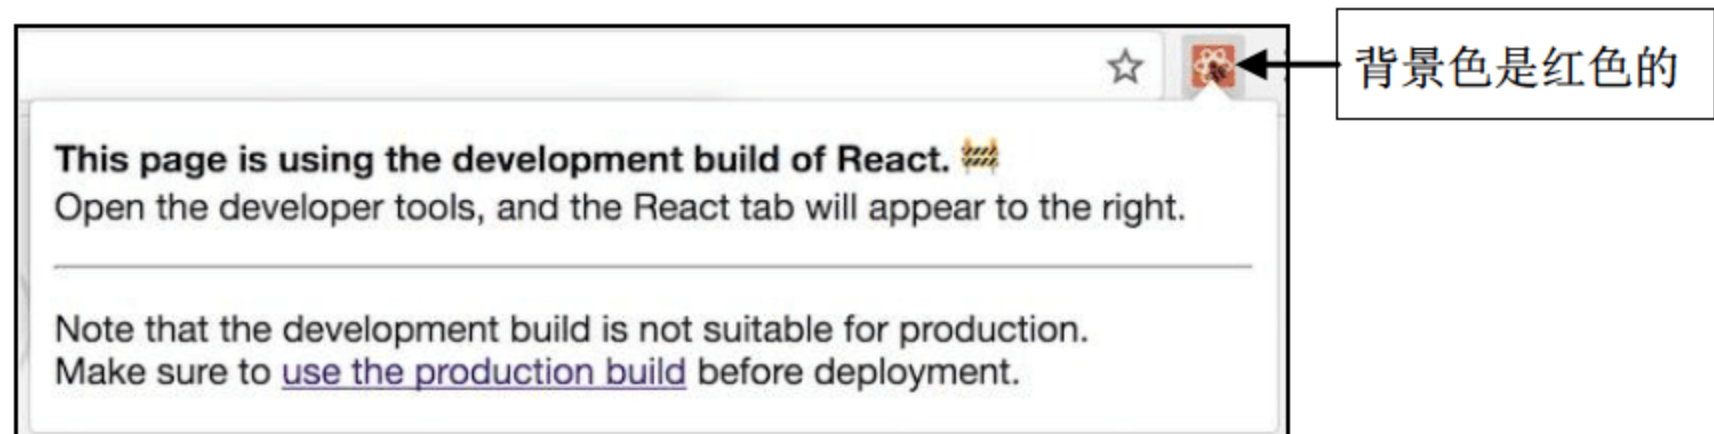 背景色是红色的
This page is using the development build of React. 🚧
Open the developer tools, and the React tab will appear to the right.
Note that the development build is not suitable for production.
Make sure to use the production build before deployment.